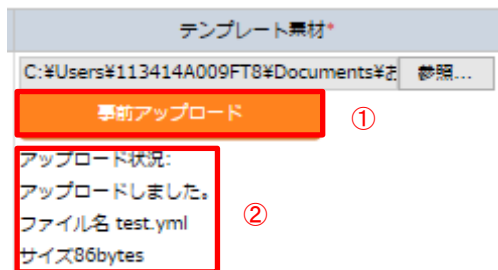 テンプレート素材*
C:¥Users¥113414A009FT8¥Documents¥お 参照...
事前アップロード
①
アップロード状況:
アップロードしました。
ファイル名 test.yml
②
サイズ86bytes